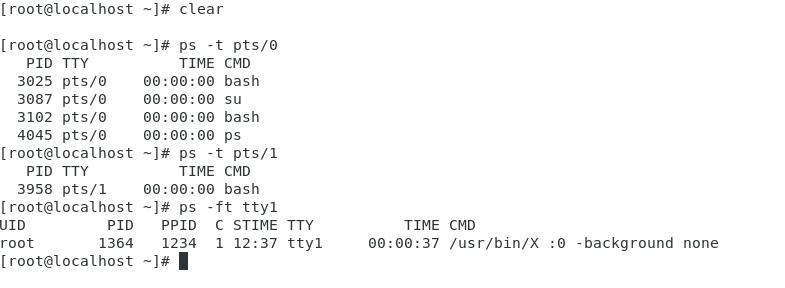 [root@localhost ~]# clear
[root@localhost ~]# ps -t pts/0
   PID TTY          TIME CMD
  3025 pts/0    00:00:00 bash
  3087 pts/0    00:00:00 su
  3102 pts/0    00:00:00 bash
  4045 pts/0    00:00:00 ps
[root@localhost ~]# ps -t pts/1
   PID TTY          TIME CMD
  3958 pts/1    00:00:00 bash
[root@localhost ~]# ps -ft tty1
UID         PID   PPID  C STIME TTY          TIME CMD
root       1364   1234  1 12:37 tty1     00:00:37 /usr/bin/X :0 -background none
[root@localhost ~]#